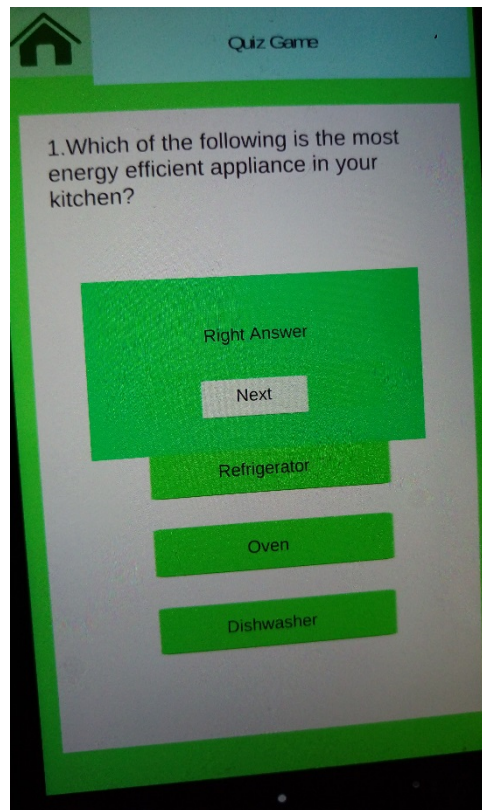 Quiz Game
1.Which of the following is the most
energy efficient appliance in your
kitchen?
Right Answer
Next
Refrigerator
Oven
Dishwasher